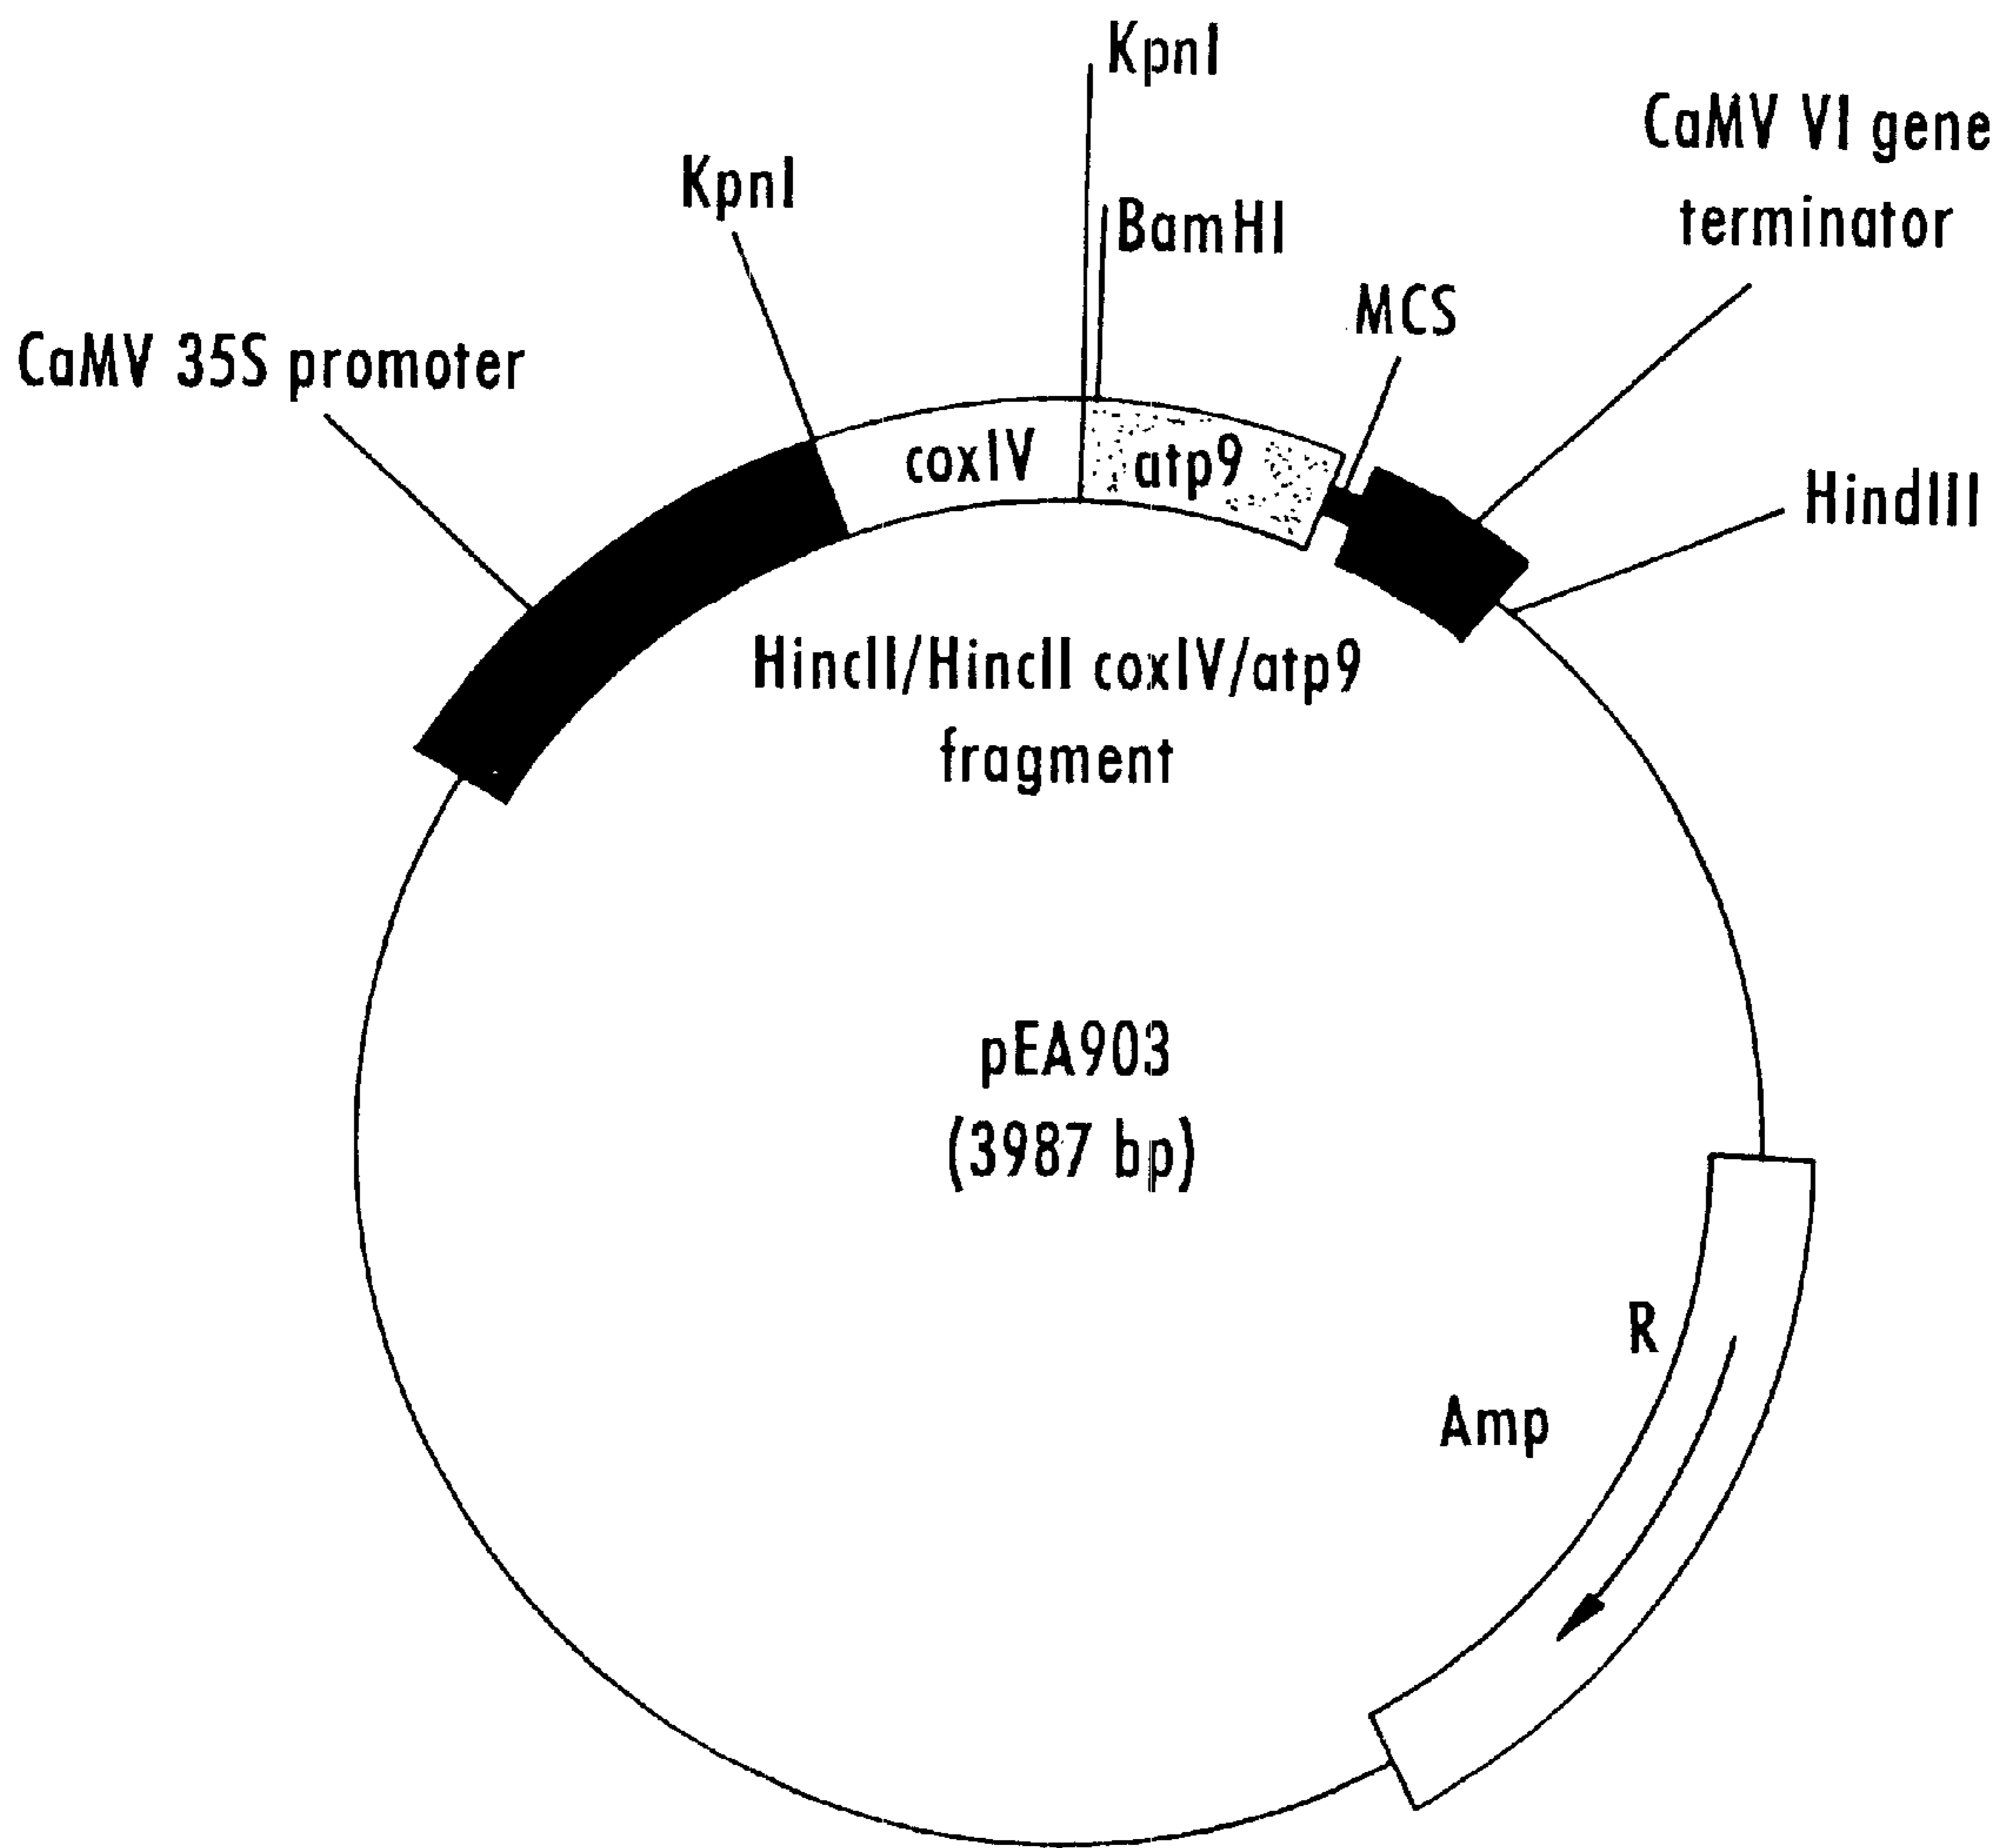 KpnI
CaMV VI gene
terminator
KpnI
BamHI
MCS
CaMV 35S promoter
coxIV
atp9
HindIII
HincII/HincII coxIV/atp9
fragment
pEA903
(3987 bp)
R
Amp